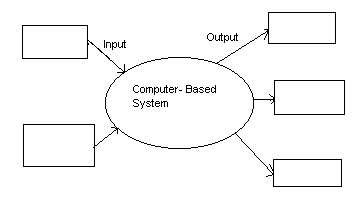 Input
Output
Computer- Based
System